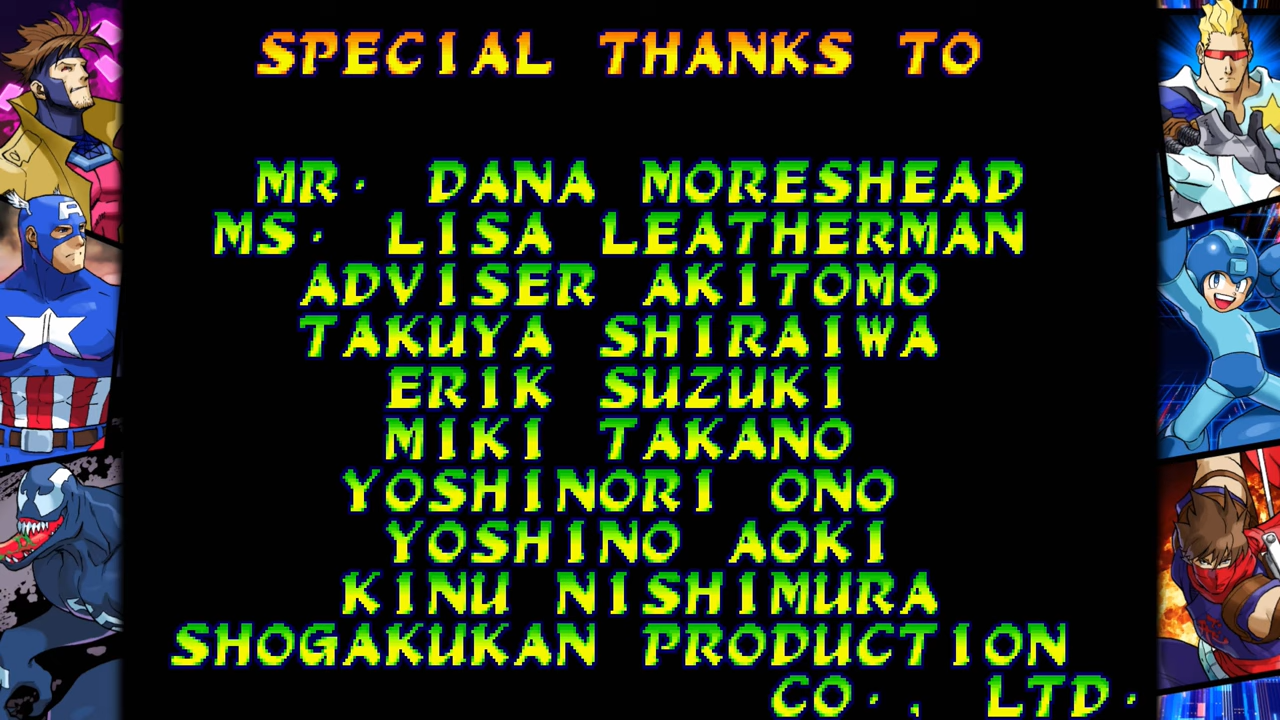 SPECIAL THANKS TO
MR. DANA MORESHEAD
MS. LISA LEATHERMAN
ADVISER AKITOMO
TAKUYA SHIRAIWA
ERIK SUZUKI
MIKI TAKANO
YOSHINORI ONO
YOSHINO AOKI
KINU NISHIMURA
SHOGAKUKAN PRODUCTION
CO., LTD.